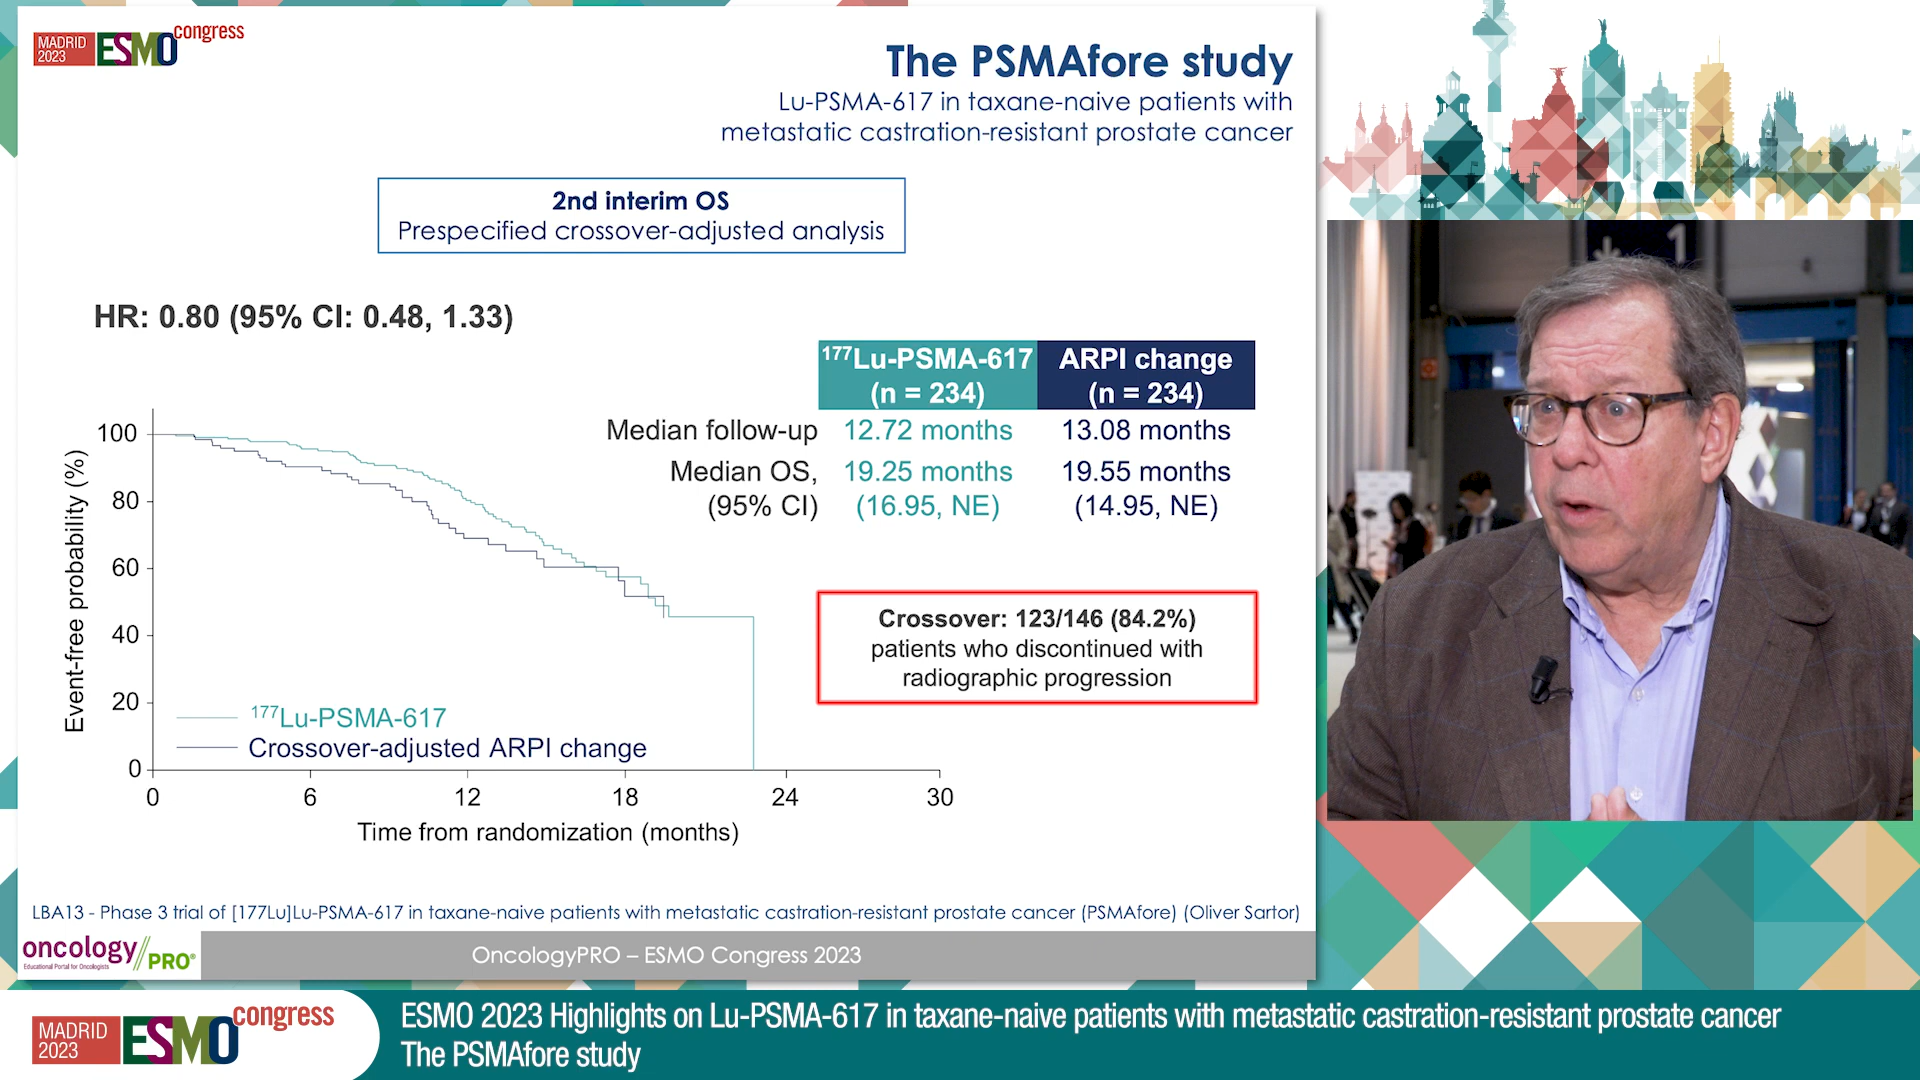 MADRID
2023
ESMO
congress
The PSMAfore study
Lu-PSMA-617 in taxane-naive patients with
metastatic castration-resistant prostate cancer
2nd interim OS
Prespecified crossover-adjusted analysis
HR: 0.80 (95% CI: 0.48, 1.33)
177Lu-PSMA-617 ARPI change
(n = 234) (n = 234)
Median follow-up 12.72 months 13.08 months
Median OS, 19.25 months 19.55 months
(95% CI) (16.95, NE) (14.95, NE)
Event-free probability (%)
100
80
60
40
20
0
177Lu-PSMA-617
Crossover-adjusted ARPI change
0 6 12 18 24 30
Time from randomization (months)
Crossover: 123/146 (84.2%)
patients who discontinued with
radiographic progression
LBA13 - Phase 3 trial of [177Lu]Lu-PSMA-617 in taxane-naive patients with metastatic castration-resistant prostate cancer (PSMAfore) (Oliver Sartor)
oncology//PRO®
Educational Portal for Oncologists
OncologyPRO – ESMO Congress 2023
1
MADRID
2023
ESMO
congress
ESMO 2023 Highlights on Lu-PSMA-617 in taxane-naive patients with metastatic castration-resistant prostate cancer
The PSMAfore study